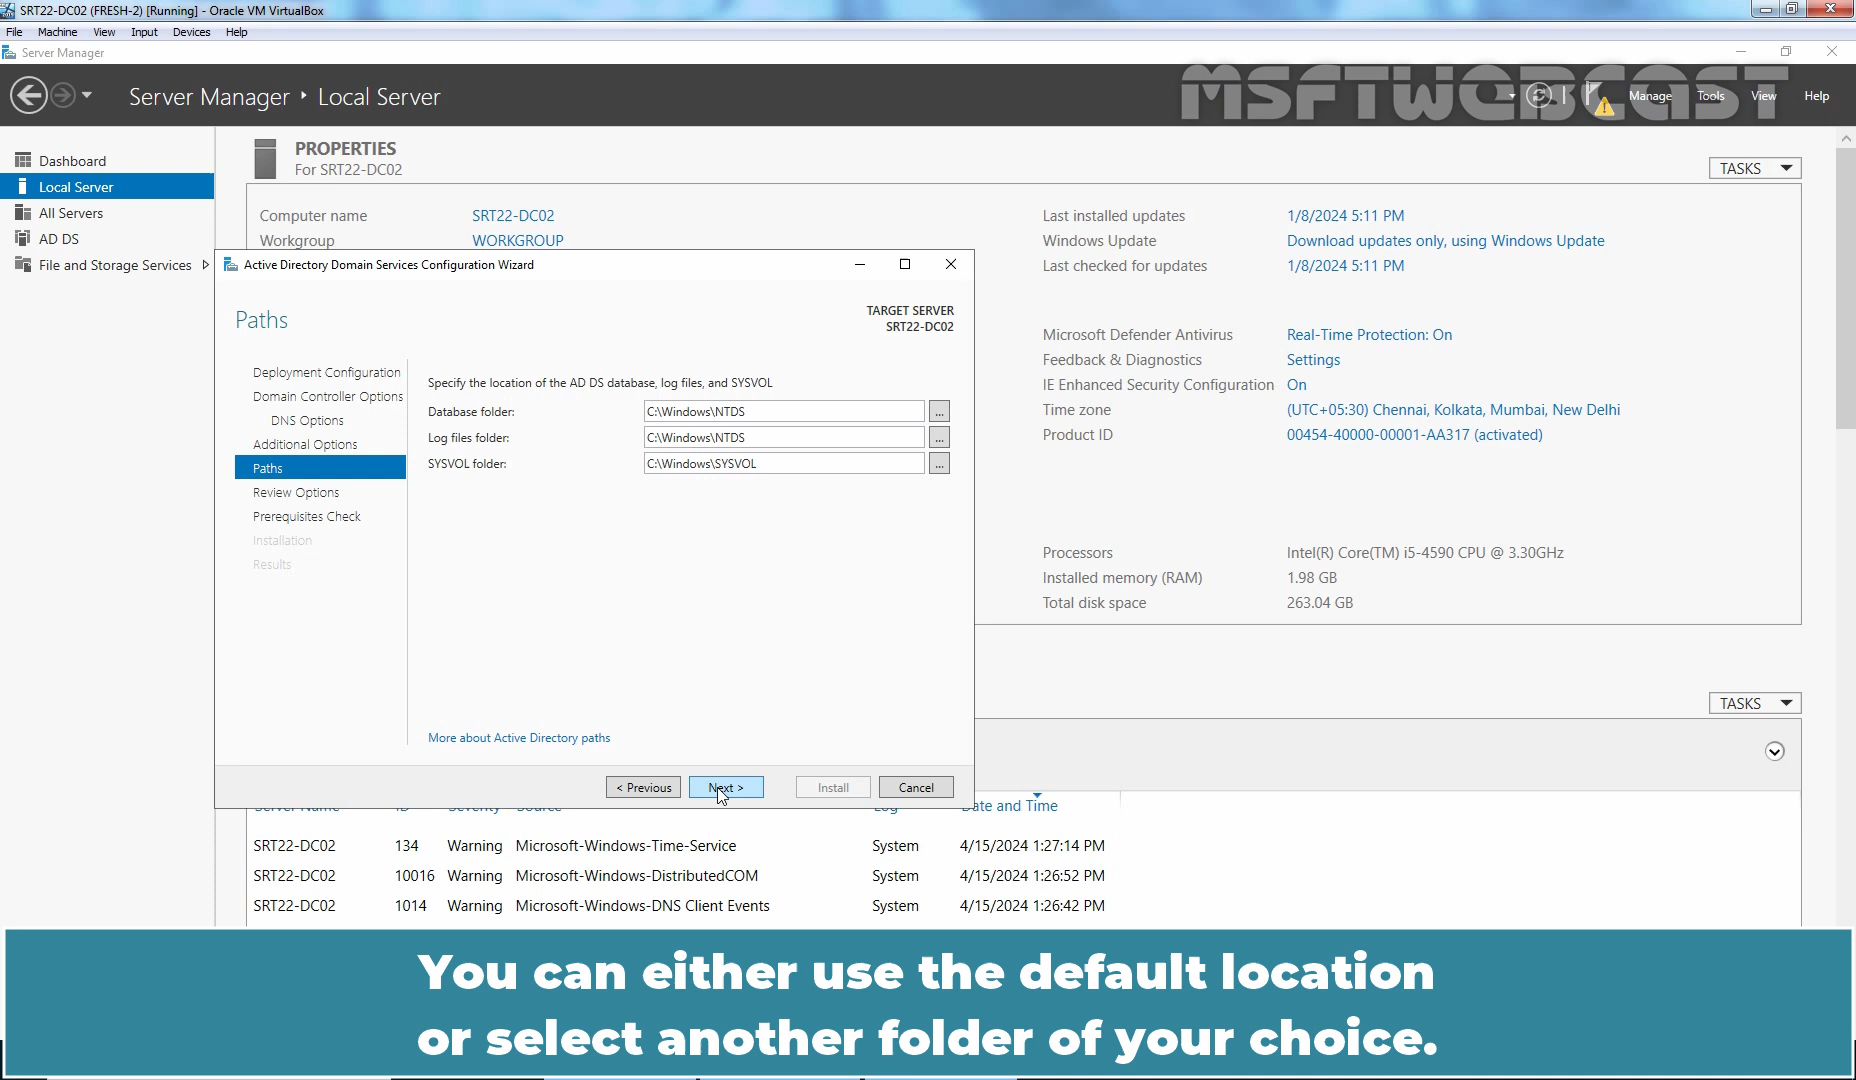 SRT22-DC02 (FRESH-2) [Running] - Oracle VM VirtualBox
File Machine View Input Devices Help
Server Manager
Server Manager ‣ Local Server
MSFTWEBCAST
Manage Tools View Help
Dashboard
Local Server
All Servers
AD DS
File and Storage Services
PROPERTIES
For SRT22-DC02
TASKS
Computer name SRT22-DC02
Workgroup WORKGROUP
Last installed updates 1/8/2024 5:11 PM
Windows Update Download updates only, using Windows Update
Last checked for updates 1/8/2024 5:11 PM
Microsoft Defender Antivirus Real-Time Protection: On
Feedback & Diagnostics Settings
IE Enhanced Security Configuration On
Time zone (UTC+05:30) Chennai, Kolkata, Mumbai, New Delhi
Product ID 00454-40000-00001-AA317 (activated)
Processors Intel(R) Core(TM) i5-4590 CPU @ 3.30GHz
Installed memory (RAM) 1.98 GB
Total disk space 263.04 GB
Active Directory Domain Services Configuration Wizard
Paths
TARGET SERVER
SRT22-DC02
Deployment Configuration
Domain Controller Options
DNS Options
Additional Options
Paths
Review Options
Prerequisites Check
Installation
Results
Specify the location of the AD DS database, log files, and SYSVOL
Database folder: C:\Windows\NTDS ...
Log files folder: C:\Windows\NTDS ...
SYSVOL folder: C:\Windows\SYSVOL ...
More about Active Directory paths
< Previous Next > Install Cancel
TASKS
Server Name ID Severity Source Log Date and Time
SRT22-DC02 134 Warning Microsoft-Windows-Time-Service System 4/15/2024 1:27:14 PM
SRT22-DC02 10016 Warning Microsoft-Windows-DistributedCOM System 4/15/2024 1:26:52 PM
SRT22-DC02 1014 Warning Microsoft-Windows-DNS Client Events System 4/15/2024 1:26:42 PM
You can either use the default location
or select another folder of your choice.